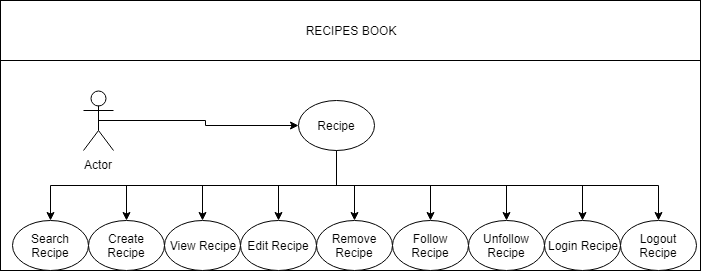 RECIPES BOOK
Recipe
Actor
Search
Recipe
Create
Recipe
View Recipe
Edit Recipe
Remove
Recipe
Follow
Recipe
Unfollow
Recipe
Login Recipe
Logout
Recipe